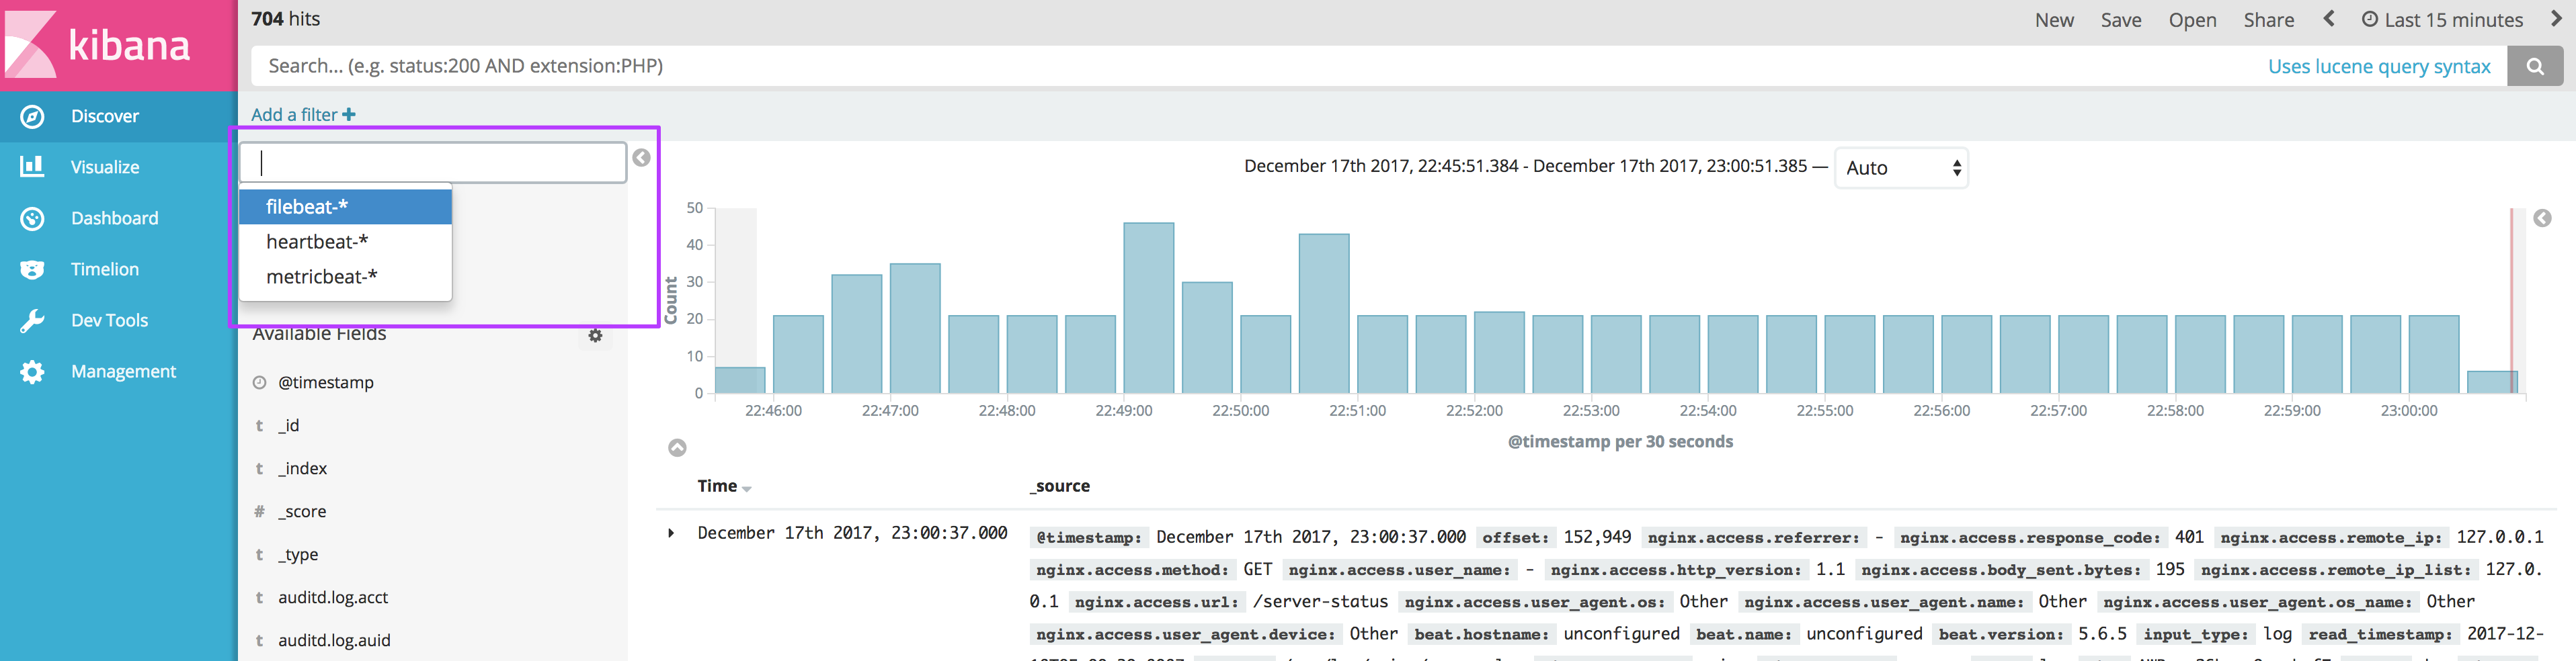 kibana
Discover
Visualize
Dashboard
Timelion
Dev Tools
Management
704 hits
New Save Open Share Last 15 minutes
Search... (e.g. status:200 AND extension:PHP) Uses lucene query syntax
Add a filter
filebeat-*
heartbeat-*
metricbeat-*
Available Fields
@timestamp
t _id
t _index
# _score
t _type
t auditd.log.acct
t auditd.log.auid
December 17th 2017, 22:45:51.384 - December 17th 2017, 23:00:51.385 — Auto
Count
50
40
30
20
10
0
22:46:00 22:47:00 22:48:00 22:49:00 22:50:00 22:51:00 22:52:00 22:53:00 22:54:00 22:55:00 22:56:00 22:57:00 22:58:00 22:59:00 23:00:00
@timestamp per 30 seconds
Time _source
December 17th 2017, 23:00:37.000
@timestamp: December 17th 2017, 23:00:37.000 offset: 152,949 nginx.access.referrer: - nginx.access.response_code: 401 nginx.access.remote_ip: 127.0.0.1
nginx.access.method: GET nginx.access.user_name: - nginx.access.http_version: 1.1 nginx.access.body_sent.bytes: 195 nginx.access.remote_ip_list: 127.0.
0.1 nginx.access.url: /server-status nginx.access.user_agent.os: Other nginx.access.user_agent.name: Other nginx.access.user_agent.os_name: Other
nginx.access.user_agent.device: Other beat.hostname: unconfigured beat.name: unconfigured beat.version: 5.6.5 input_type: log read_timestamp: 2017-12-